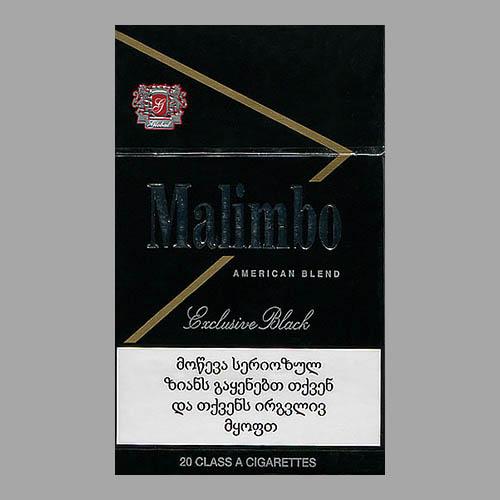 G
Malimbo
AMERICAN BLEND
Exclusive Black
მოწევა სერიოზულ
ზიანს გაყენებთ თქვენ
და თქვენს ირგვლივ
მყოფთ
20 CLASS A CIGARETTES